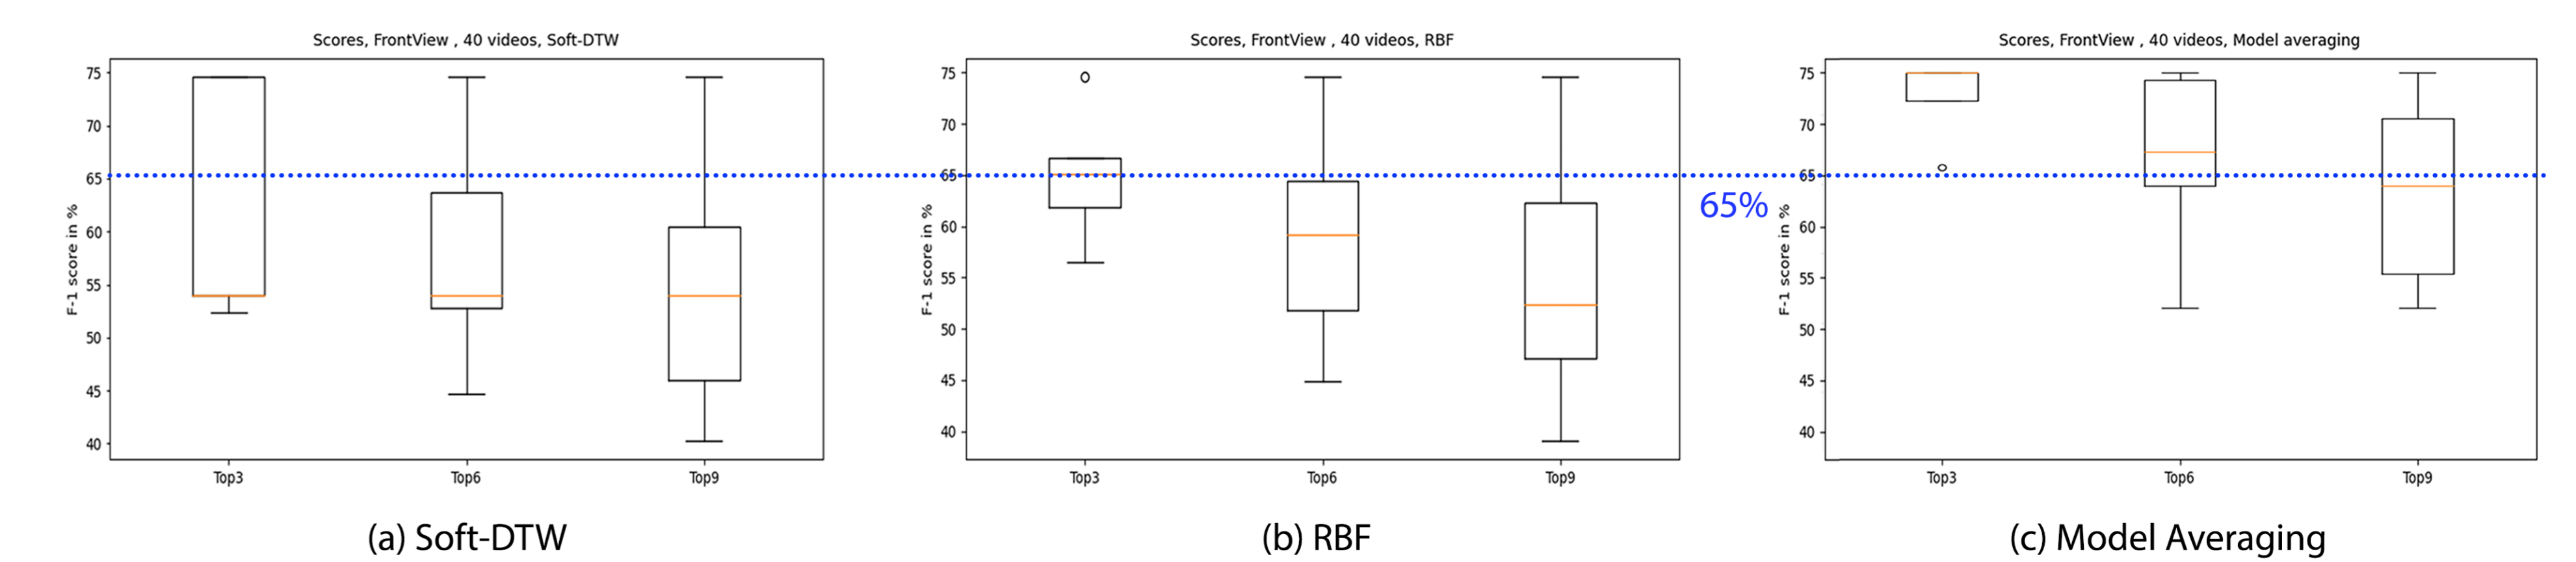 Scores, FrontView , 40 videos, Soft-DTW
75
70
65
60
55
50
45
40
F-1 score in %
Top3 Top6 Top9
(a) Soft-DTW
Scores, FrontView , 40 videos, RBF
75
70
65
60
55
50
45
40
F-1 score in %
Top3 Top6 Top9
(b) RBF
65%
Scores, FrontView , 40 videos, Model averaging
75
70
65
60
55
50
45
40
F-1 score in %
Top3 Top6 Top9
(c) Model Averaging